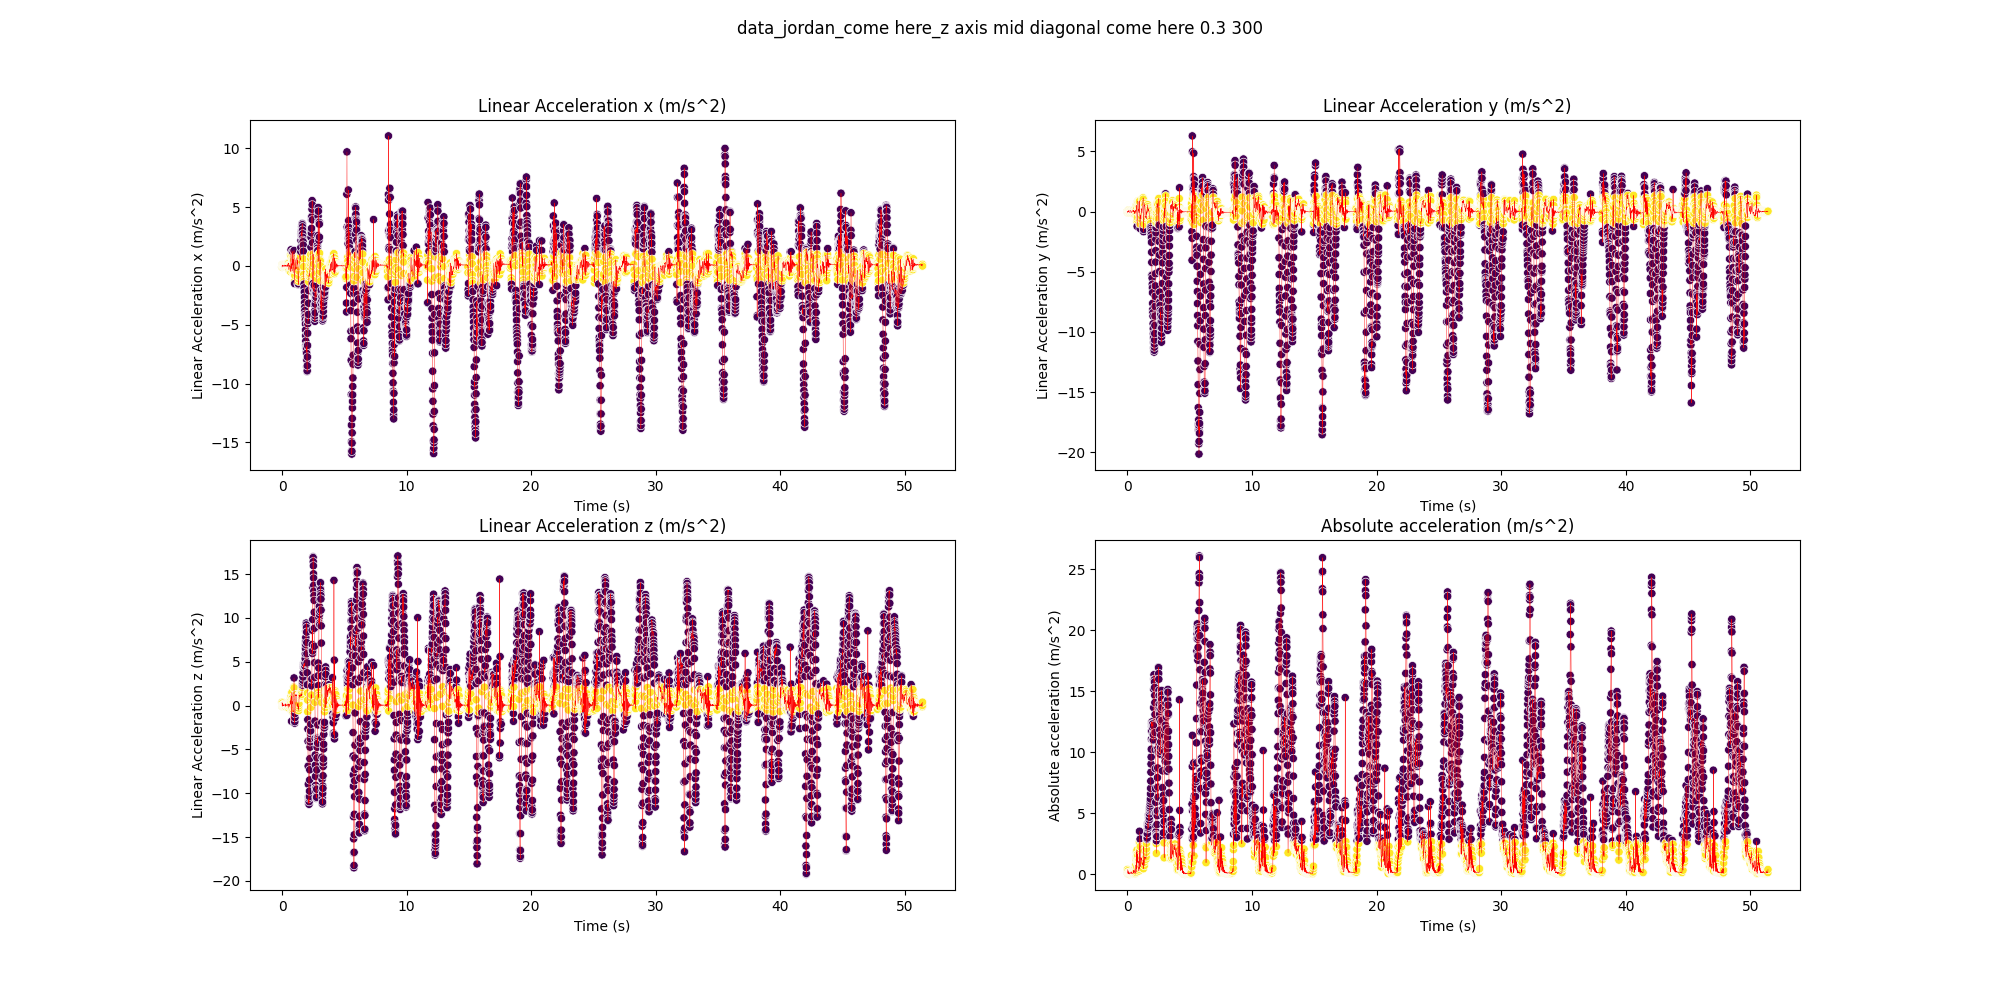 data_jordan_come here_z axis mid diagonal come here 0.3 300
Linear Acceleration x (m/s^2)
Linear Acceleration x (m/s^2)
10
5
0
−5
−10
−15
0 10 20 30 40 50
Time (s)
Linear Acceleration y (m/s^2)
Linear Acceleration y (m/s^2)
5
0
−5
−10
−15
−20
0 10 20 30 40 50
Time (s)
Linear Acceleration z (m/s^2)
Linear Acceleration z (m/s^2)
15
10
5
0
−5
−10
−15
−20
0 10 20 30 40 50
Time (s)
Absolute acceleration (m/s^2)
Absolute acceleration (m/s^2)
25
20
15
10
5
0
0 10 20 30 40 50
Time (s)